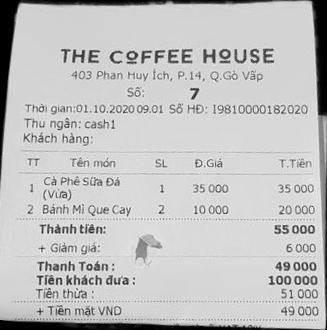 THE COFFEE HOUSE
403 Phan Huy Ích, P.14, Q.Gò Vấp
Số: 7
Thời gian:01.10.2020 09.01 Số HĐ: I9810000182020
Thu ngân: cash1
Khách hàng:
TT Tên món SL Đ.Giá T.Tiền
1 Cà Phê Sữa Đá (Vừa) 1 35 000 35 000
2 Bánh Mì Que Cay 2 10 000 20 000
Thành tiền: 55 000
+ Giảm giá: 6 000
Thanh Toán : 49 000
Tiền khách đưa : 100 000
Tiền thừa : 51 000
+ Tiền mặt VND 49 000